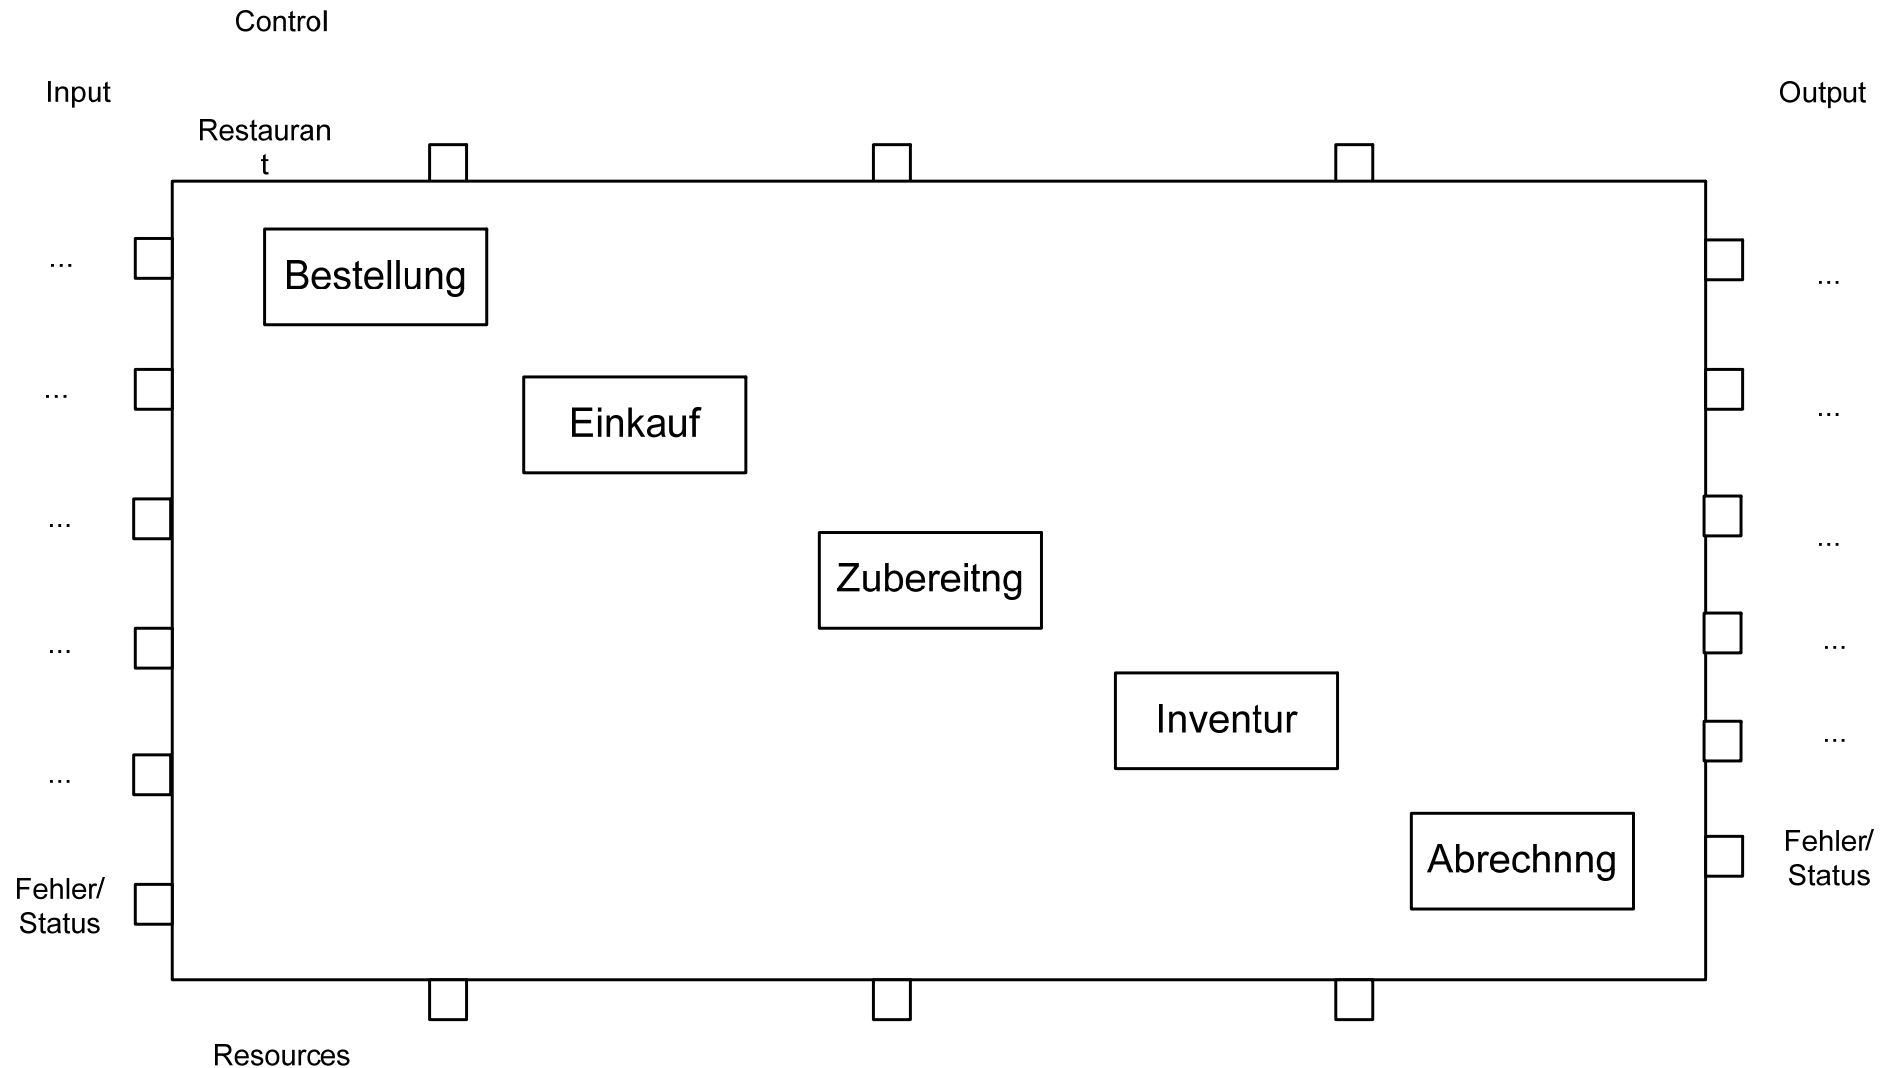 Control
Input
Output
Restauran
t
...
Bestellung
...
...
Einkauf
...
...
Zubereitng
...
...
Inventur
...
...
...
Abrechnng
Fehler/
Status
Fehler/
Status
Resources